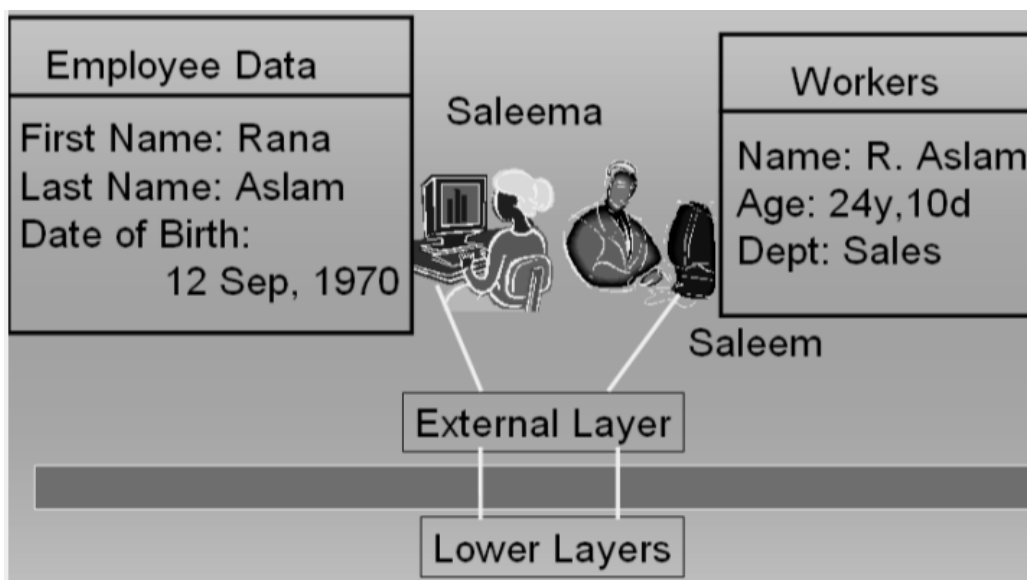 Employee Data
First Name: Rana
Last Name: Aslam
Date of Birth:
12 Sep, 1970
Saleema
Workers
Name: R. Aslam
Age: 24y,10d
Dept: Sales
Saleem
External Layer
Lower Layers